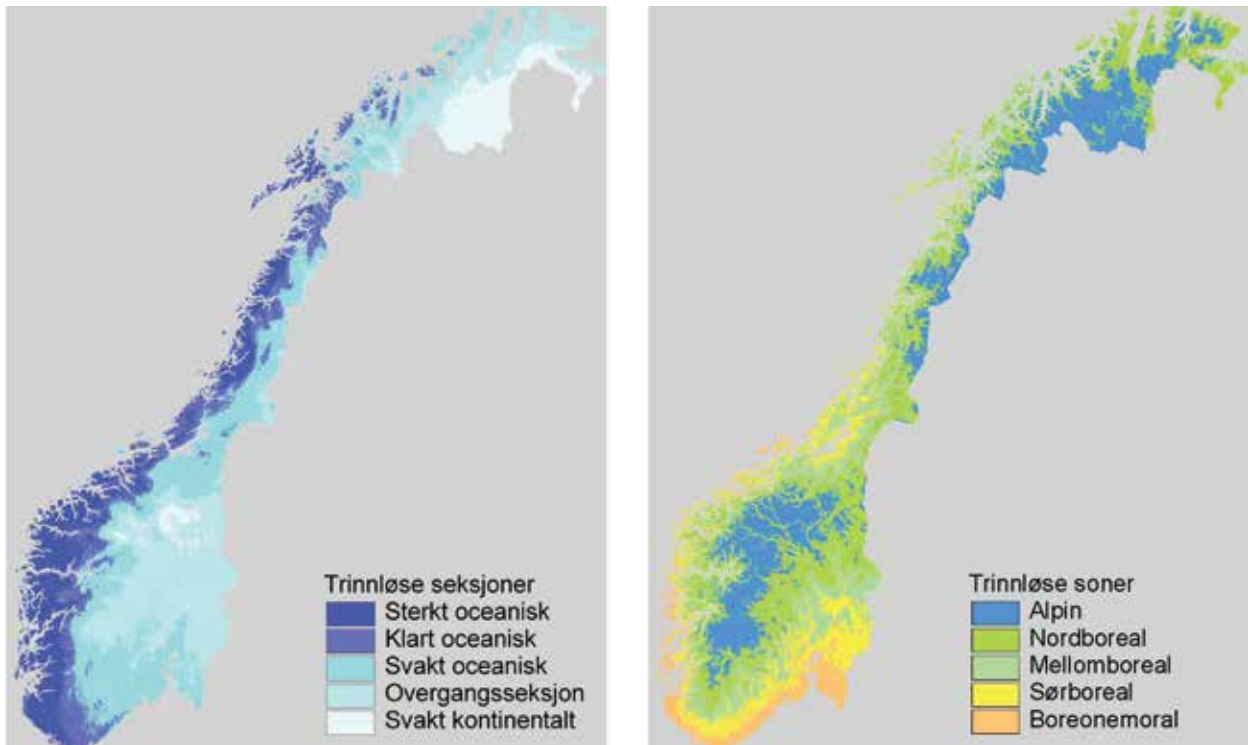 Trinnløse seksjoner
Sterkt oceanisk
Klart oceanisk
Svakt oceanisk
Overgangsseksjon
Svakt kontinentalt
Trinnløse soner
Alpin
Nordboreal
Mellomboreal
Sørboreal
Boreonemoral